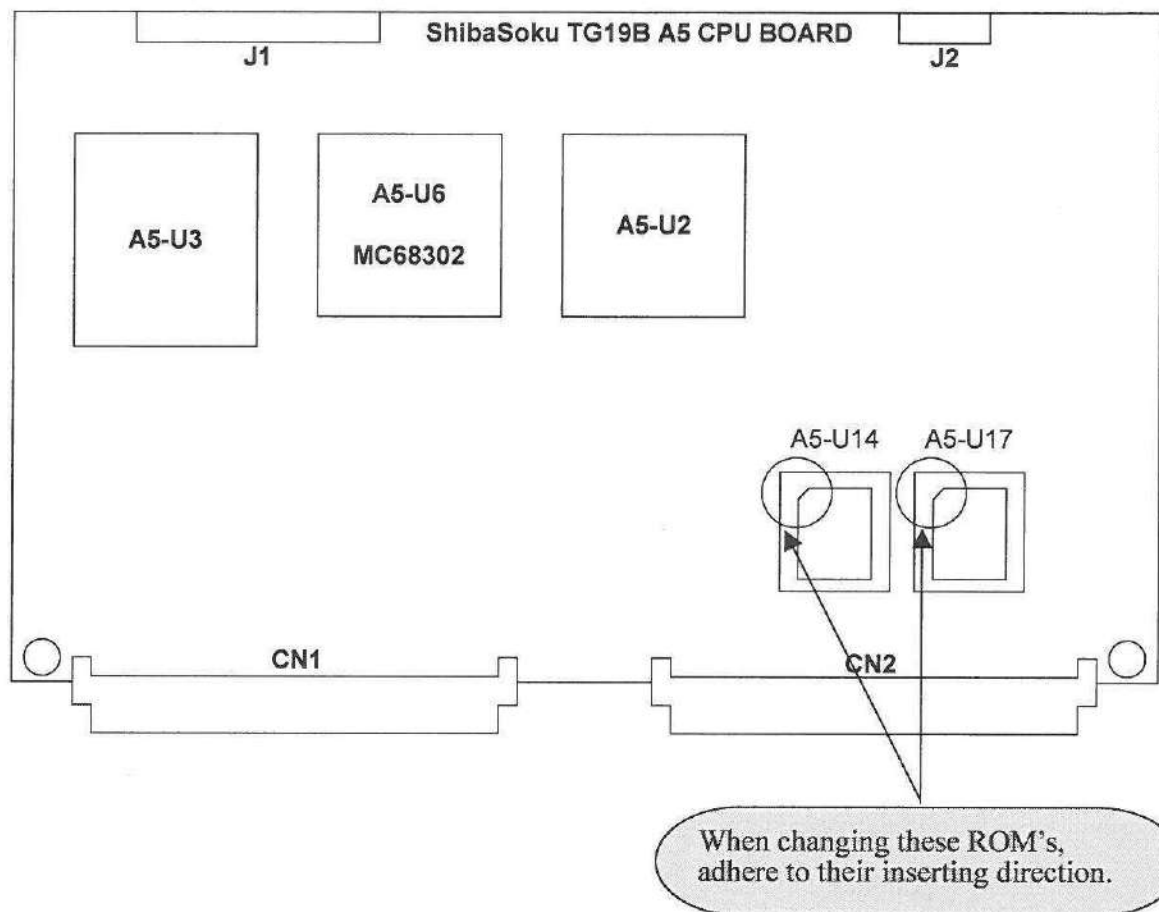 ShibaSoku TG19B A5 CPU BOARD
J1
J2
A5-U3
A5-U6
MC68302
A5-U2
A5-U14
A5-U17
CN1
CN2
When changing these ROM's,
adhere to their inserting direction.